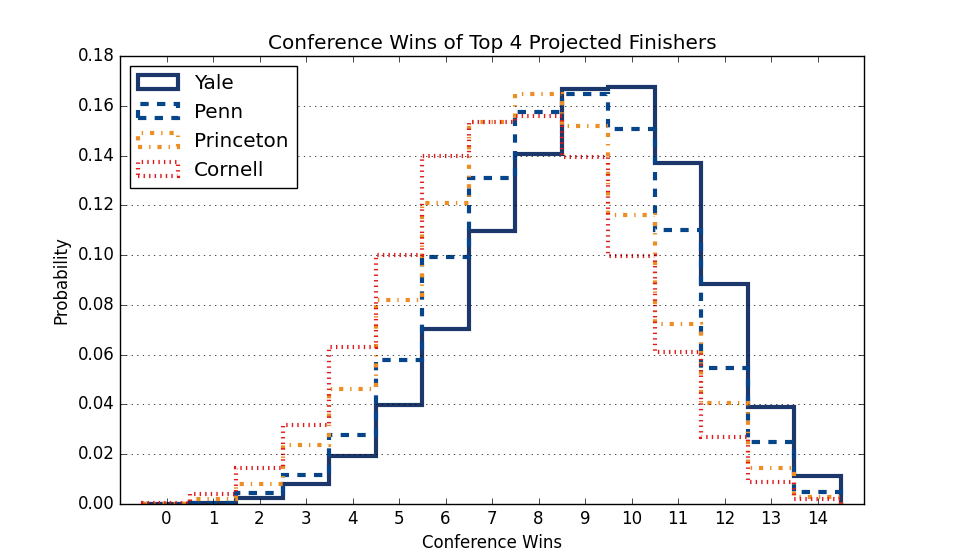 Conference Wins of Top 4 Projected Finishers
0.18
0.16
0.14
0.12
0.10
0.08
0.06
0.04
0.02
0.00
Probability
Yale
Penn
Princeton
Cornell
0 1 2 3 4 5 6 7 8 9 10 11 12 13 14
Conference Wins